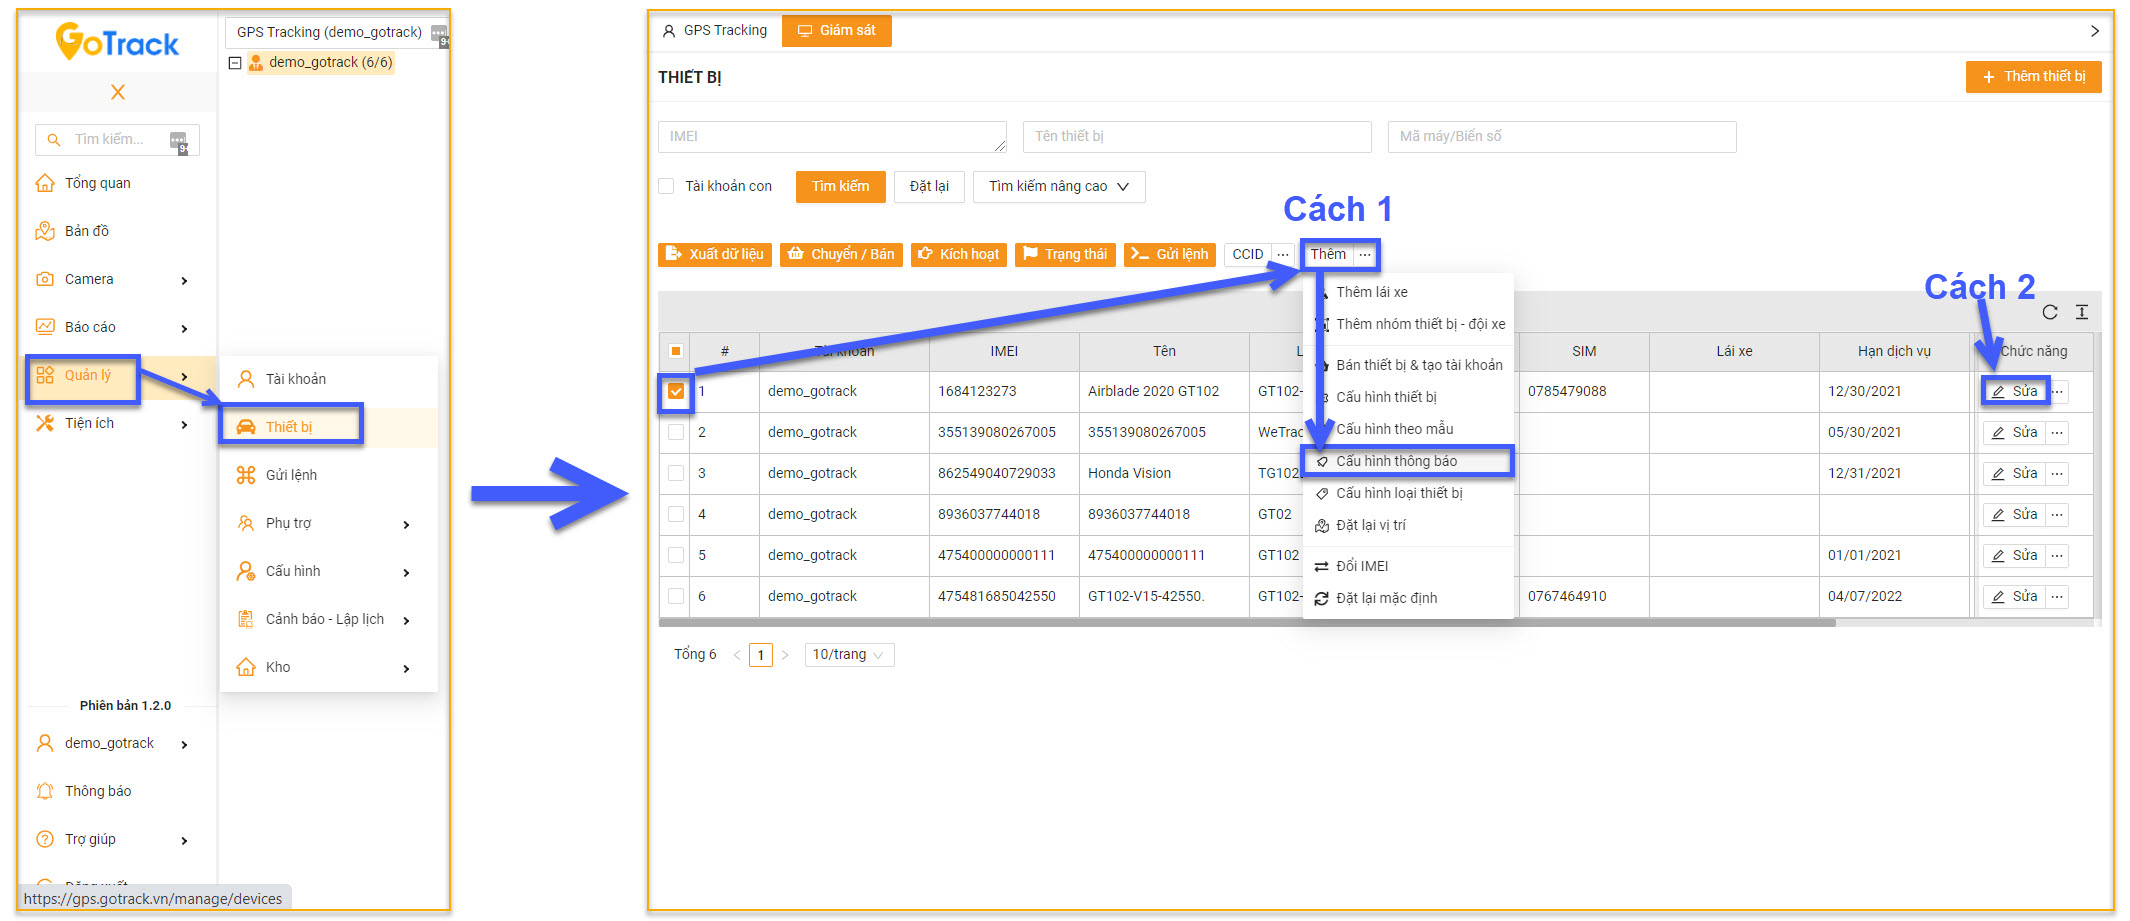 GoTrack
X
Tìm kiếm...
Tổng quan
Bản đồ
Camera
Báo cáo
Quản lý
Tiện ích
Phiên bản 1.2.0
demo_gotrack
Thông báo
Trợ giúp
https://gps.gotrack.vn/manage/devices
GPS Tracking (demo_gotrack)
demo_gotrack (6/6)
Tài khoản
Thiết bị
Gửi lệnh
Phụ trợ
Cấu hình
Cảnh báo - Lập lịch
Kho
GPS Tracking Giám sát
THIẾT BỊ
+ Thêm thiết bị
IMEI Tên thiết bị Mã máy/Biển số
Tài khoản con Tìm kiếm Đặt lại Tìm kiếm nâng cao
Cách 1
Xuất dữ liệu Chuyển / Bán Kích hoạt Trạng thái Gửi lệnh CCID ... Thêm ...
Cách 2
Thêm lái xe
Thêm nhóm thiết bị - đội xe
Bán thiết bị & tạo tài khoản
Cấu hình thiết bị
Cấu hình theo mẫu
Cấu hình thông báo
Cấu hình loại thiết bị
Đặt lại vị trí
Đổi IMEI
Đặt lại mặc định
# Tài khoản IMEI Tên SIM Lái xe Hạn dịch vụ Chức năng
1 demo_gotrack 1684123273 Airblade 2020 GT102 GT102- 0785479088 12/30/2021 Sửa ...
2 demo_gotrack 355139080267005 355139080267005 WeTrac 05/30/2021 Sửa ...
3 demo_gotrack 862549040729033 Honda Vision TG102 12/31/2021 Sửa ...
4 demo_gotrack 8936037744018 8936037744018 GT02 Sửa ...
5 demo_gotrack 475400000000111 475400000000111 GT102 01/01/2021 Sửa ...
6 demo_gotrack 475481685042550 GT102-V15-42550. GT102- 0767464910 04/07/2022 Sửa ...
Tổng 6 < 1 > 10/trang